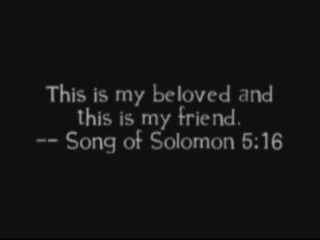 This is my beloved and
this is my friend.
-- Song of Solomon 5:16